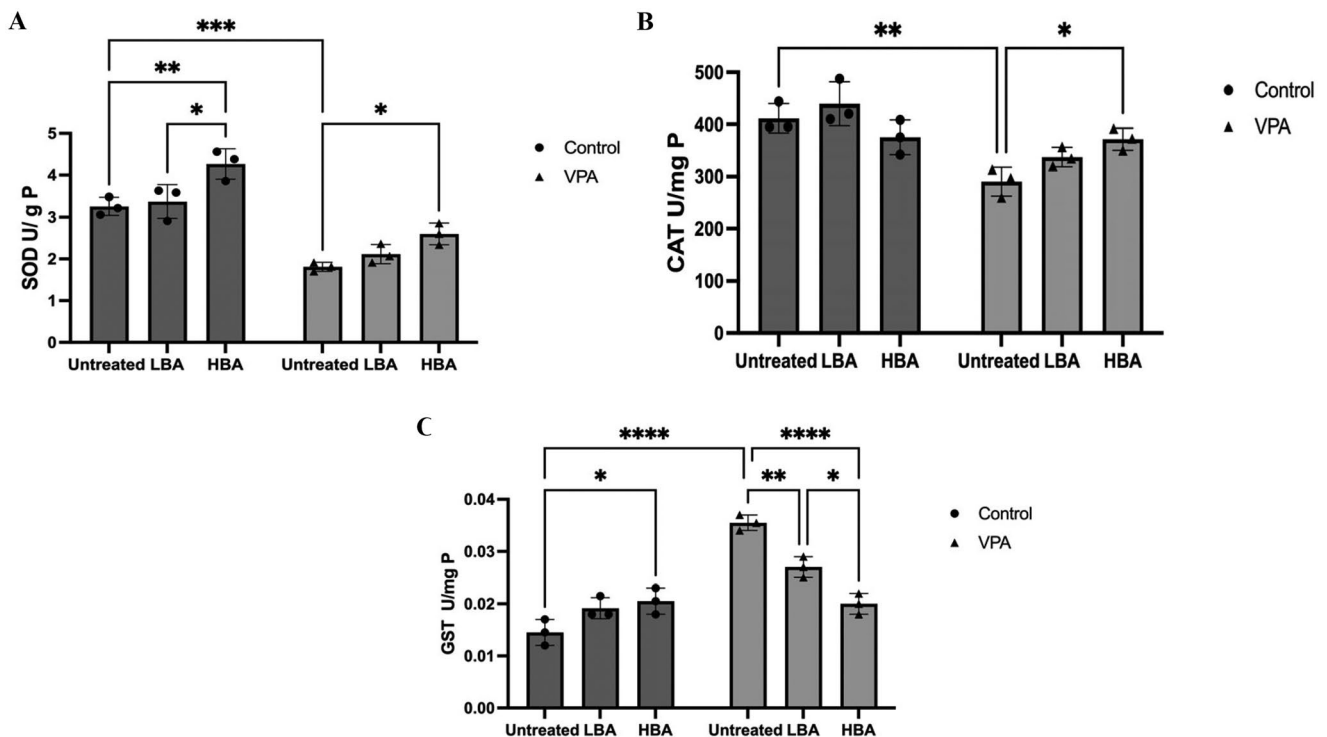 A
***
**
*
*
5
4
3
2
1
0
SOD U/ g P
Untreated LBA HBA
Untreated LBA HBA
Control
VPA
B
**
*
500
400
300
200
100
0
CAT U/mg P
Untreated LBA HBA
Untreated LBA HBA
Control
VPA
C
****
****
*
**
*
0.04
0.03
0.02
0.01
0.00
GST U/mg P
Untreated LBA HBA
Untreated LBA HBA
Control
VPA